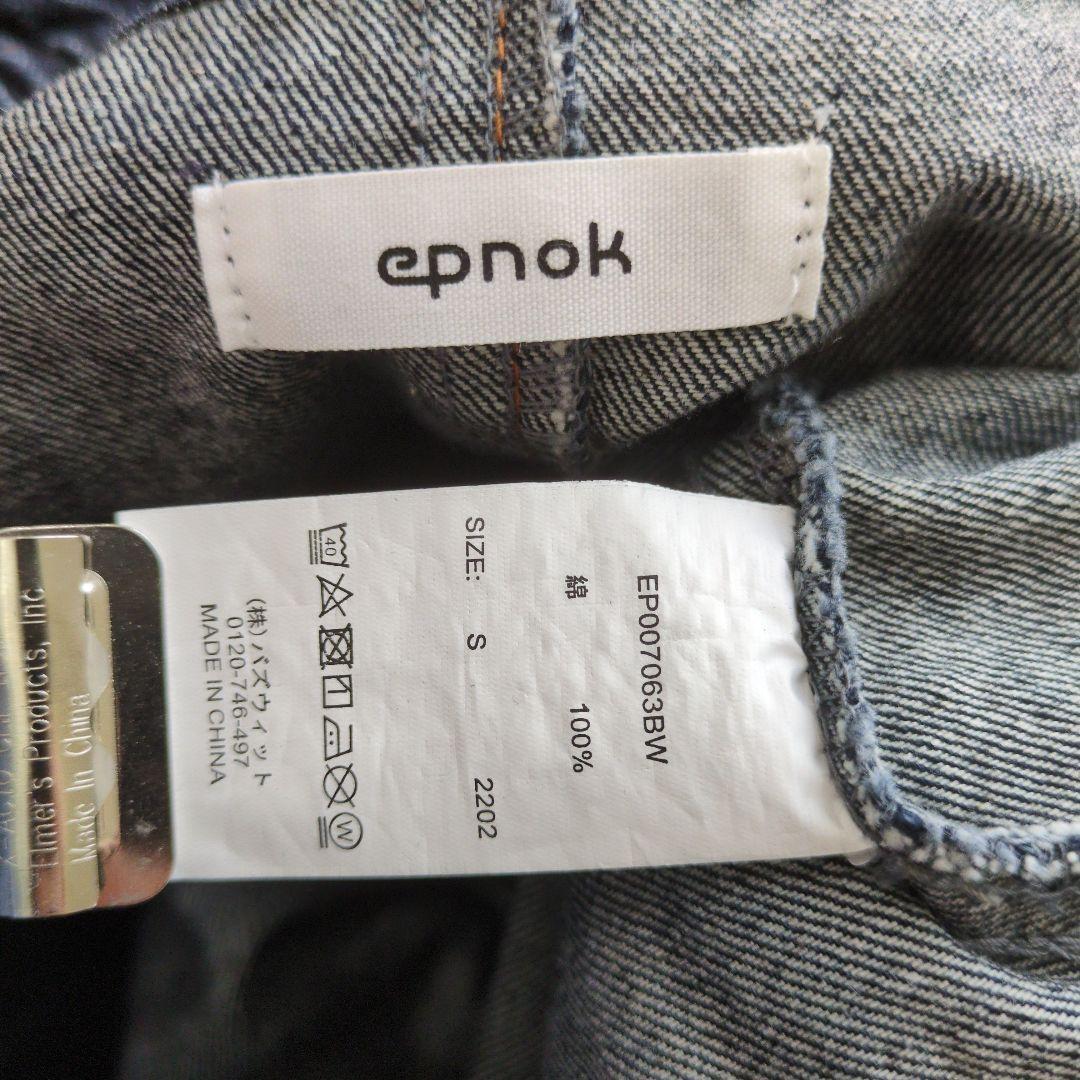 epnok
EP007063BW
綿 100%
SIZE: S 2202
40
W
(株)バズウィット
0120-746-497
MADE IN CHINA
Elmer's Products, Inc.
Made In China